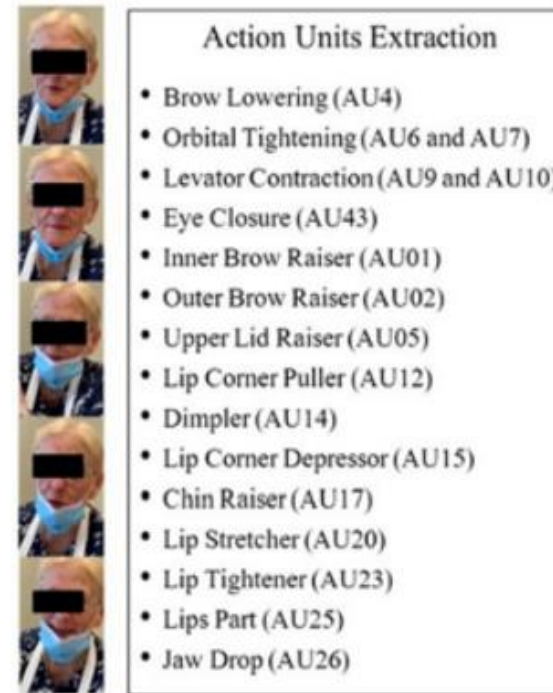 Action Units Extraction
• Brow Lowering (AU4)
• Orbital Tightening (AU6 and AU7)
• Levator Contraction (AU9 and AU10)
• Eye Closure (AU43)
• Inner Brow Raiser (AU01)
• Outer Brow Raiser (AU02)
• Upper Lid Raiser (AU05)
• Lip Corner Puller (AU12)
• Dimpler (AU14)
• Lip Corner Depressor (AU15)
• Chin Raiser (AU17)
• Lip Stretcher (AU20)
• Lip Tightener (AU23)
• Lips Part (AU25)
• Jaw Drop (AU26)